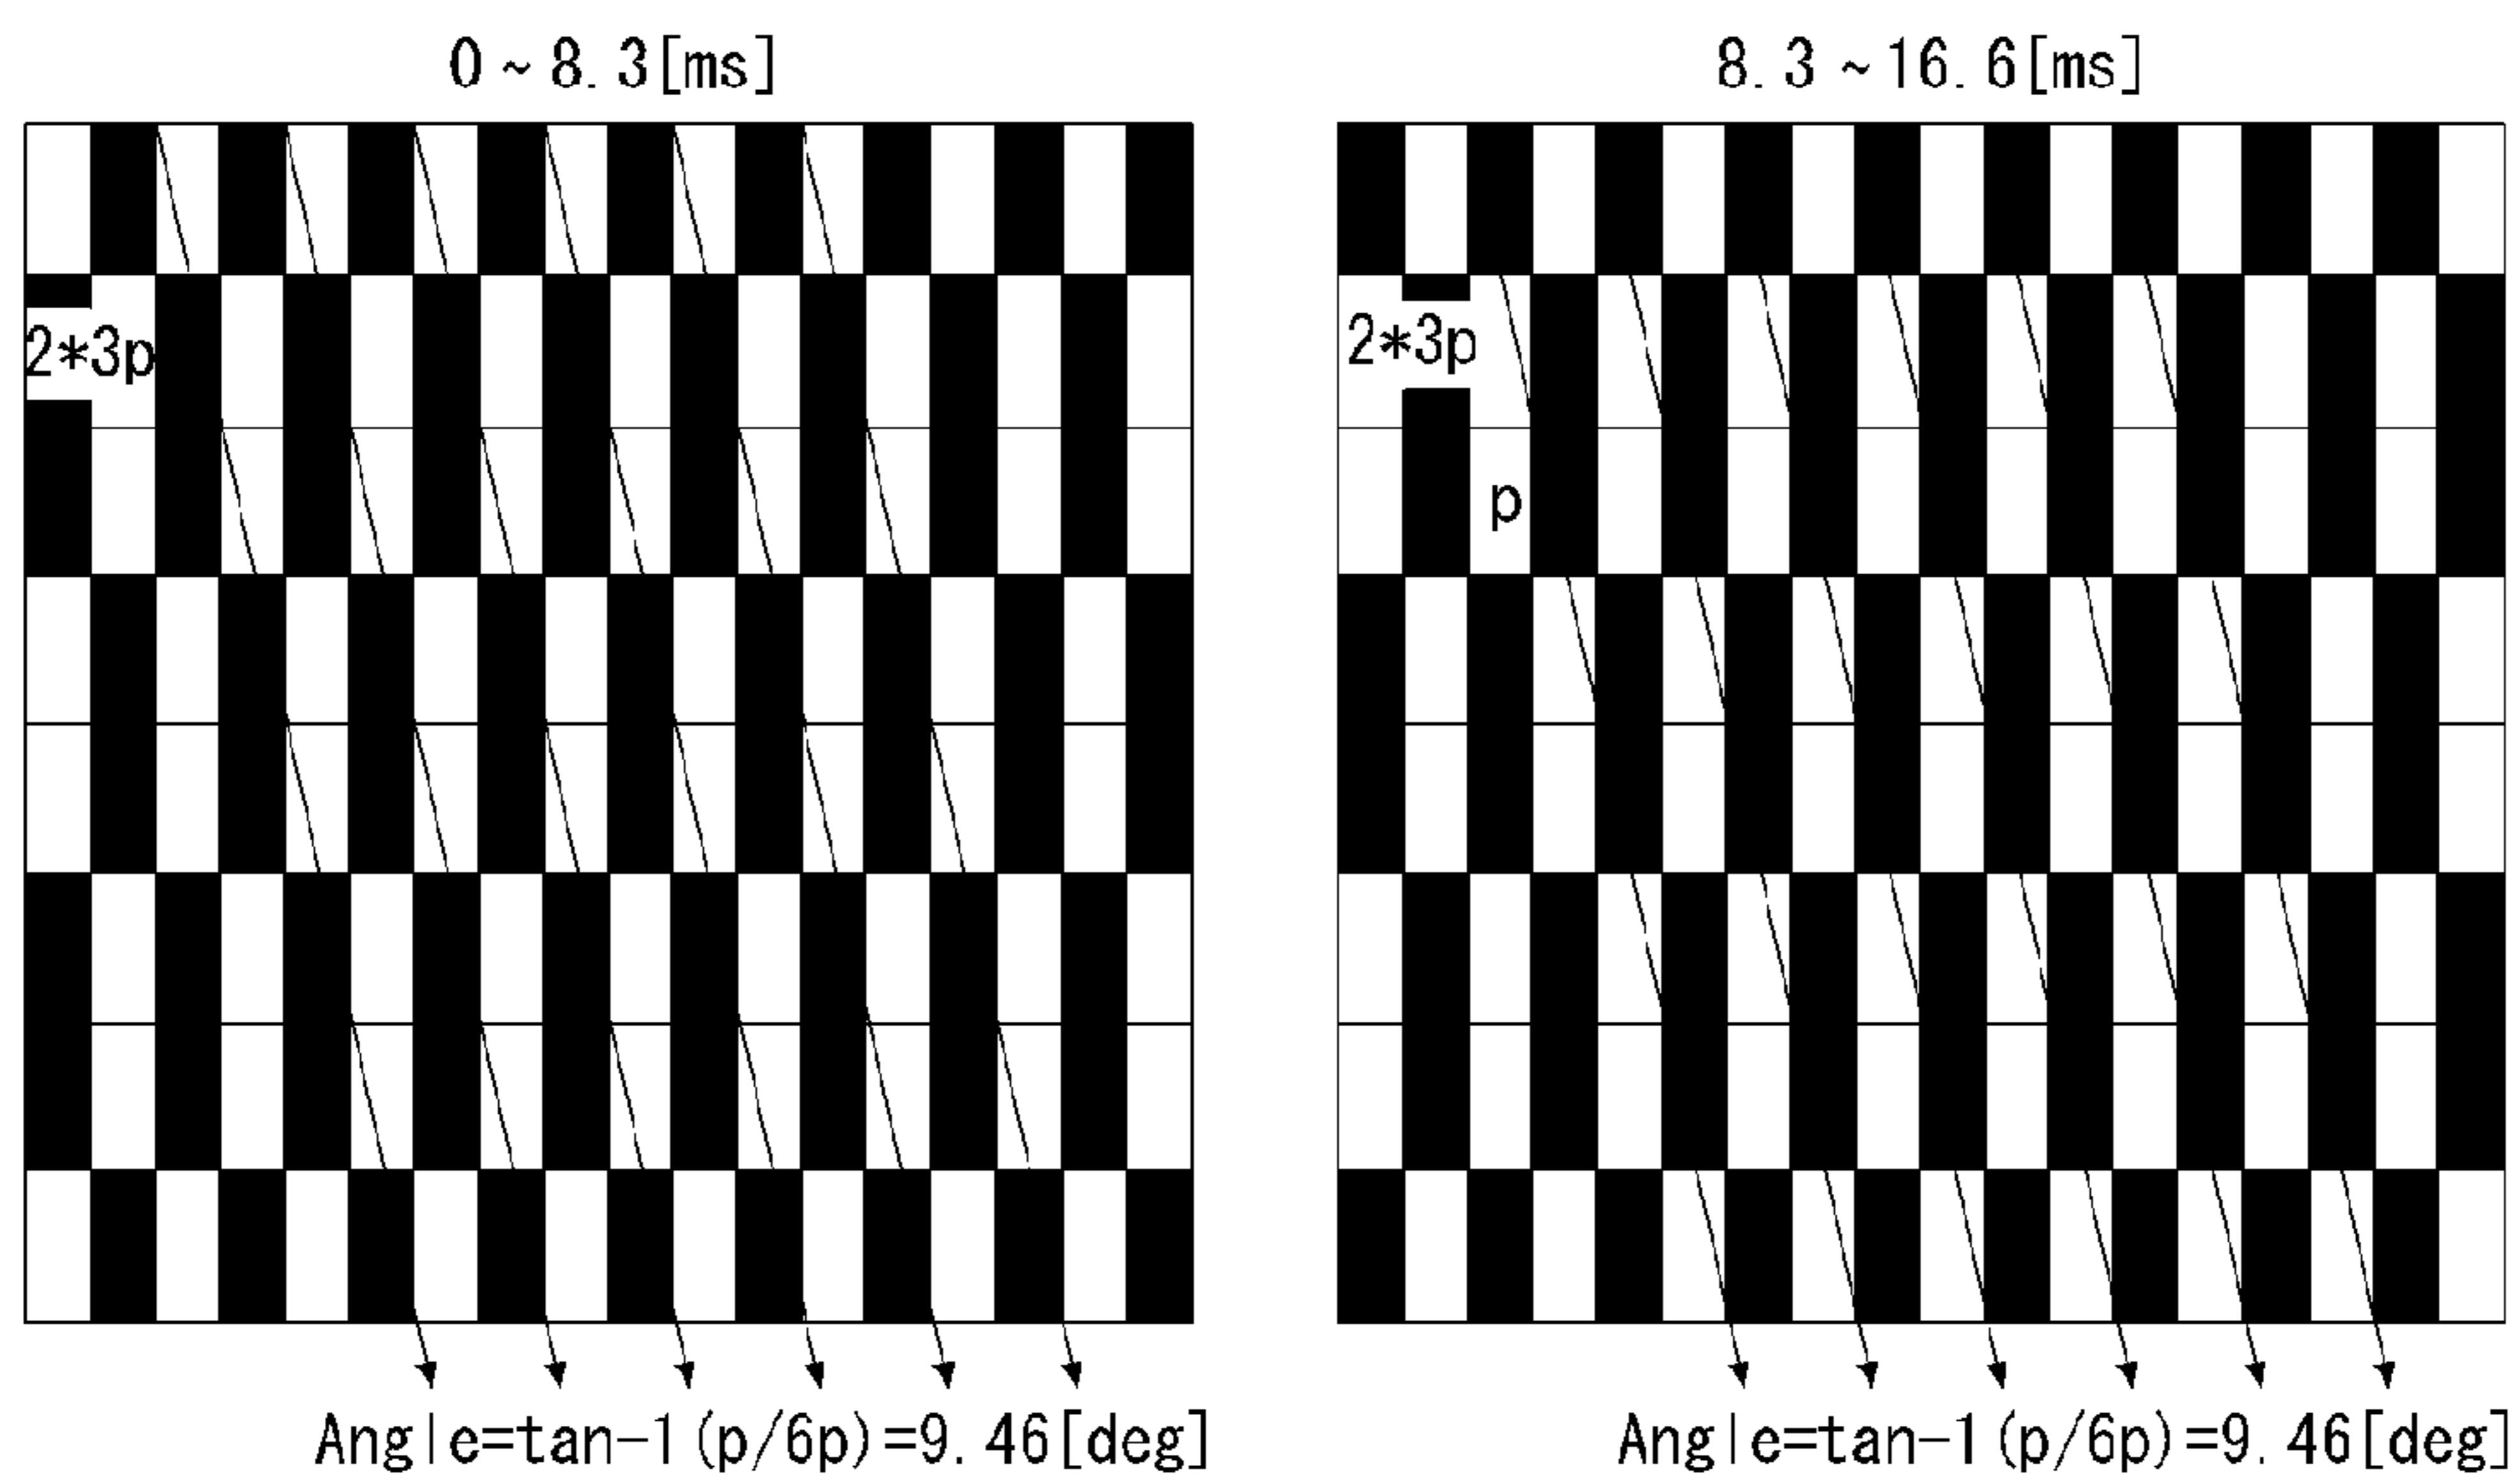 0~8.3[ms]
8.3~16.6[ms]
2*3p
2*3p
p
Angle=tan-1(p/6p)=9.46[deg]
Angle=tan-1(p/6p)=9.46[deg]